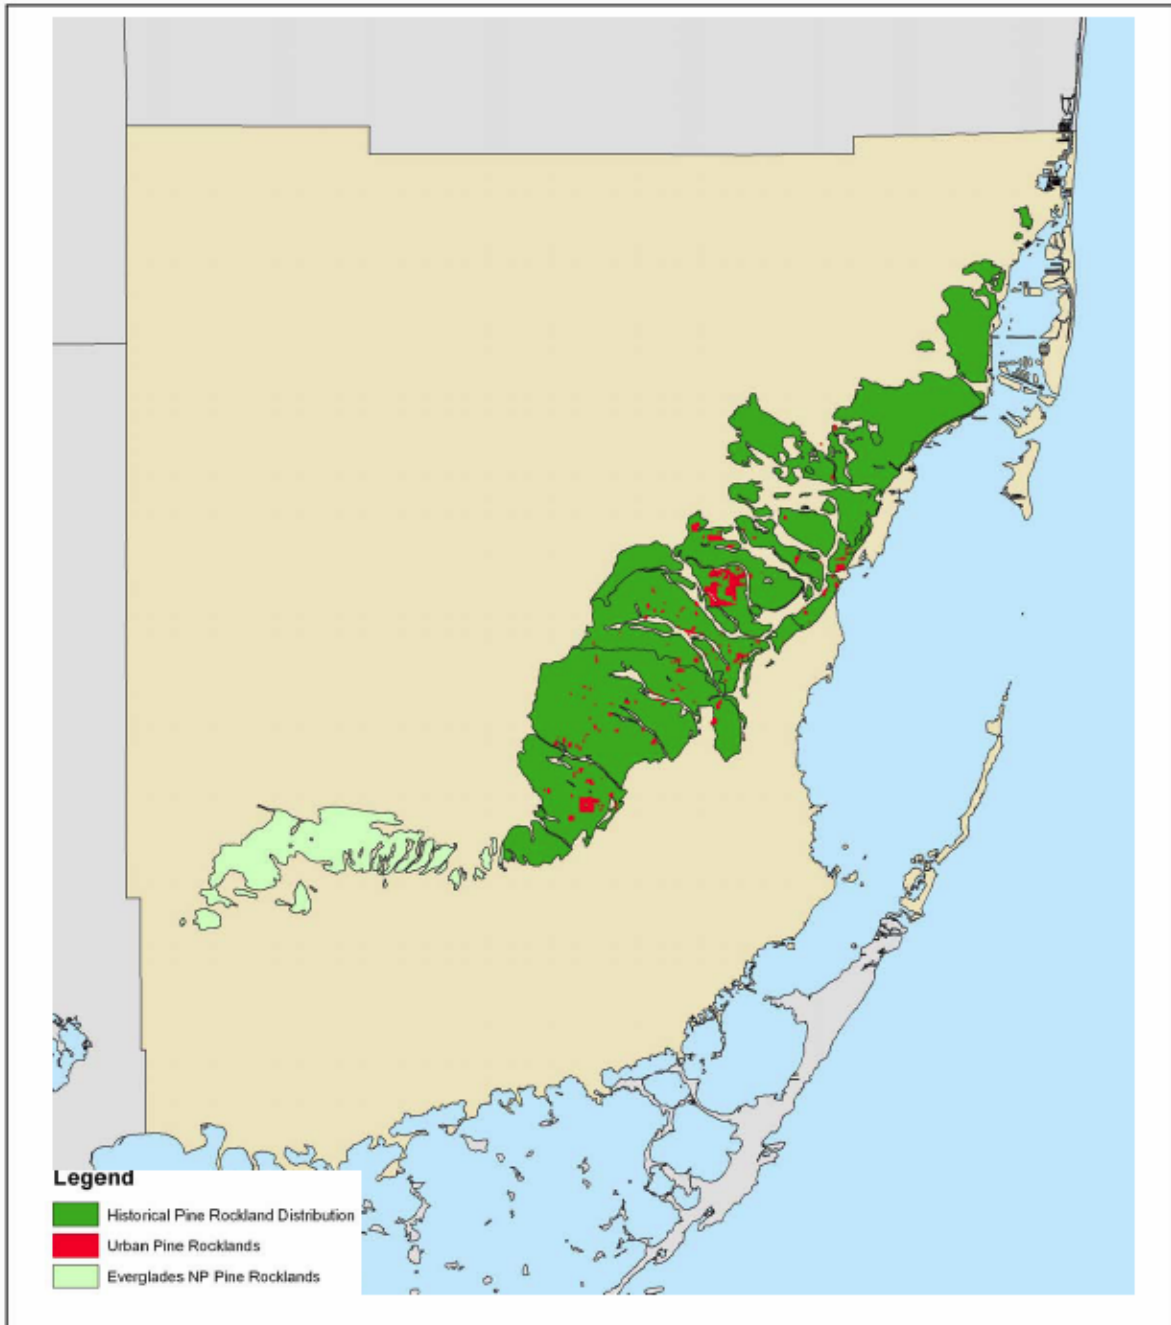 Legend
Historical Pine Rockland Distribution
Urban Pine Rocklands
Everglades NP Pine Rocklands